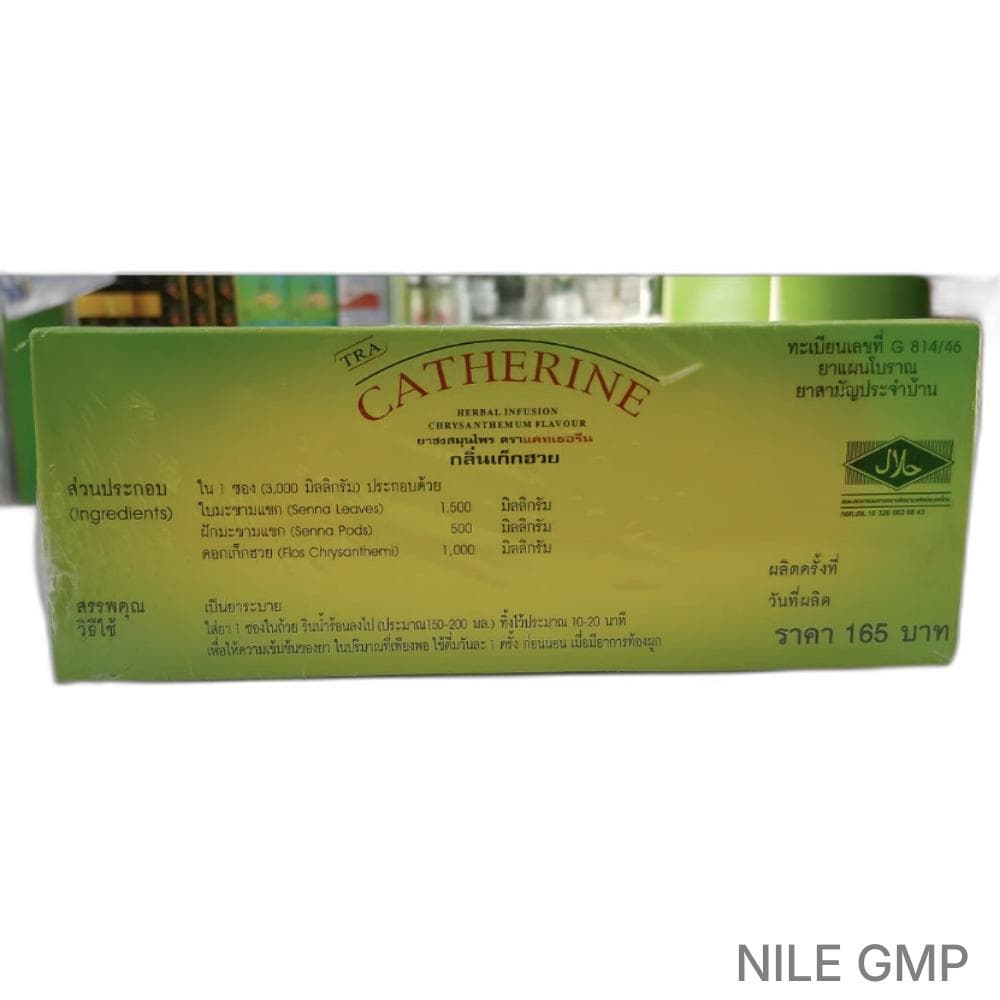 TRA
CATHERINE
HERBAL INFUSION
CHRYSANTHEMUM FLAVOUR
ยาชงสมุนไพร ตราแคทเธอรีน
กลิ่นเก็กฮวย
ทะเบียนเลขที่ G 814/46
ยาแผนโบราณ
ยาสามัญประจำบ้าน
حلال
ส่วนประกอบ ใน 1 ซอง (3,000 มิลลิกรัม) ประกอบด้วย
(Ingredients) ใบมะขามแขก (Senna Leaves) 1,500 มิลลิกรัม
ฝักมะขามแขก (Senna Pods) 500 มิลลิกรัม
ดอกเก็กฮวย (Flos Chrysanthemi) 1,000 มิลลิกรัม
สรรพคุณ เป็นยาระบาย
วิธีใช้ ใส่ยา 1 ซองในถ้วย รินน้ำร้อนลงไป (ประมาณ150-200 มล.) ทิ้งไว้ประมาณ 10-20 นาที
เพื่อให้ความเข้มข้นของยา ในปริมาณที่เพียงพอ ใช้ดื่มวันละ 1 ครั้ง ก่อนนอน เมื่อมีอาการท้องผูก
ผลิตครั้งที่
วันที่ผลิต
ราคา 165 บาท
NILE GMP